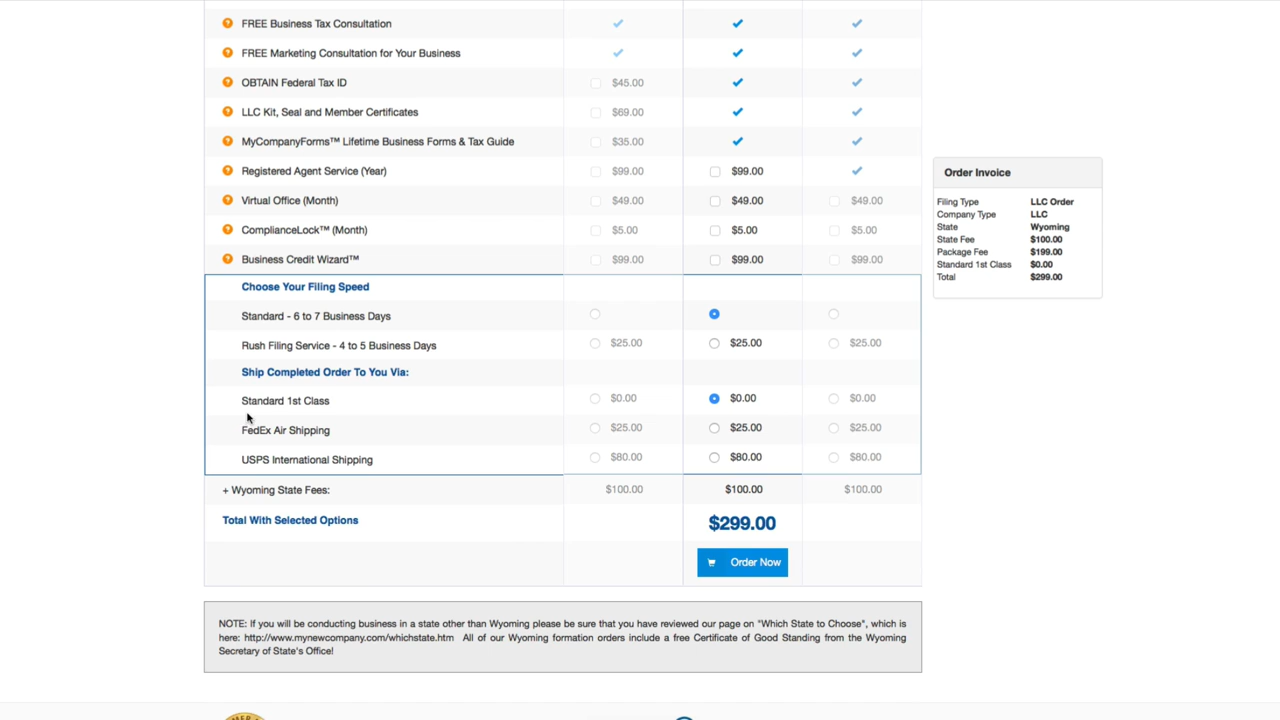 FREE Business Tax Consultation
FREE Marketing Consultation for Your Business
OBTAIN Federal Tax ID $45.00
LLC Kit, Seal and Member Certificates $69.00
MyCompanyForms™ Lifetime Business Forms & Tax Guide $35.00
Registered Agent Service (Year) $99.00 $99.00
Virtual Office (Month) $49.00 $49.00 $49.00
ComplianceLock™ (Month) $5.00 $5.00 $5.00
Business Credit Wizard™ $99.00 $99.00 $99.00
Choose Your Filing Speed
Standard - 6 to 7 Business Days
Rush Filing Service - 4 to 5 Business Days $25.00 $25.00 $25.00
Ship Completed Order To You Via:
Standard 1st Class $0.00 $0.00 $0.00
FedEx Air Shipping $25.00 $25.00 $25.00
USPS International Shipping $80.00 $80.00 $80.00
+ Wyoming State Fees: $100.00 $100.00 $100.00
Total With Selected Options $299.00
Order Now
Order Invoice
Filing Type LLC Order
Company Type LLC
State Wyoming
State Fee $100.00
Package Fee $199.00
Standard 1st Class $0.00
Total $299.00
NOTE: If you will be conducting business in a state other than Wyoming please be sure that you have reviewed our page on "Which State to Choose", which is
here: http://www.mynewcompany.com/whichstate.htm All of our Wyoming formation orders include a free Certificate of Good Standing from the Wyoming
Secretary of State's Office!